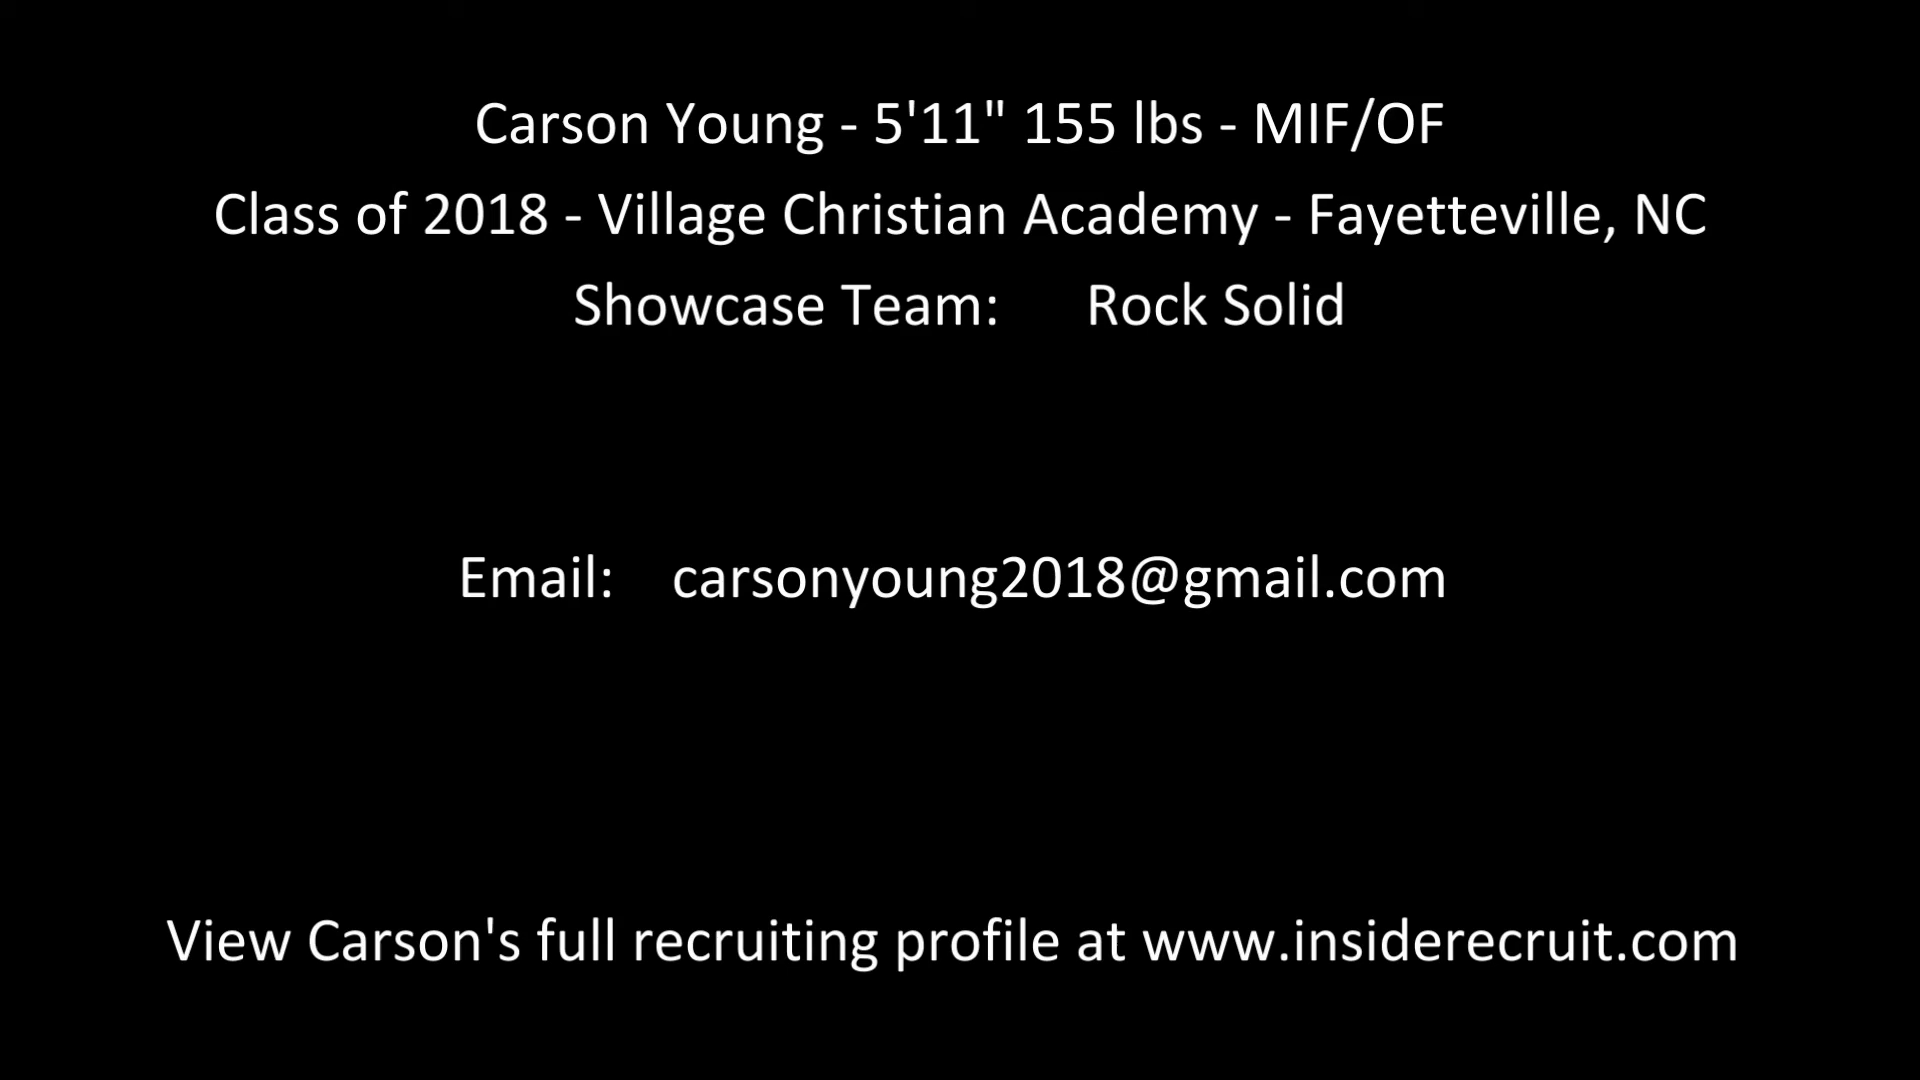 Carson Young - 5'11" 155 lbs - MIF/OF
Class of 2018 - Village Christian Academy - Fayetteville, NC
Showcase Team: Rock Solid
Email: carsonyoung2018@gmail.com
View Carson's full recruiting profile at www.insiderecruit.com